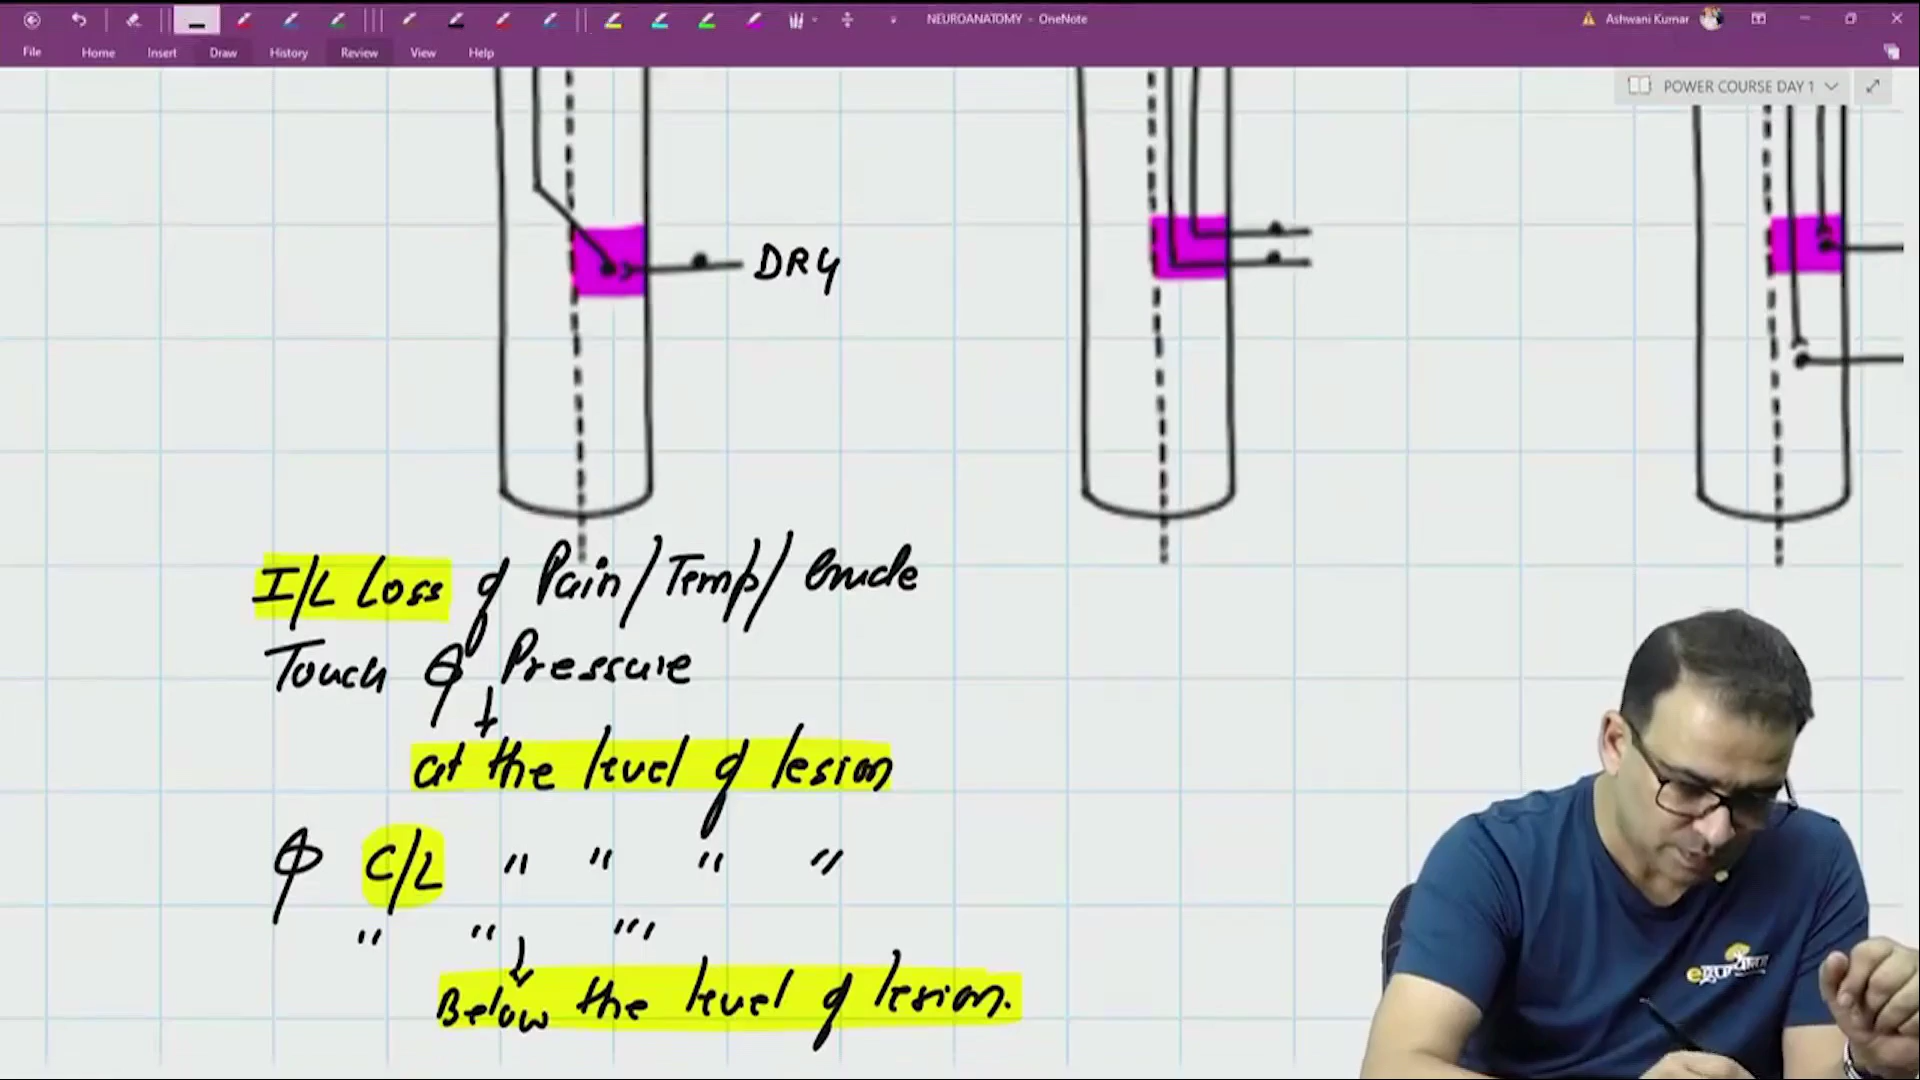 NEUROANATOMY - OneNote
Ashwani Kumar
File Home Insert Draw History Review View Help
POWER COURSE DAY 1
DRG
I/L Loss of Pain/Temp/Crude
Touch & Pressure
at the level of lesion
& C/L " " " "
" " "'
Below the level of lesion.